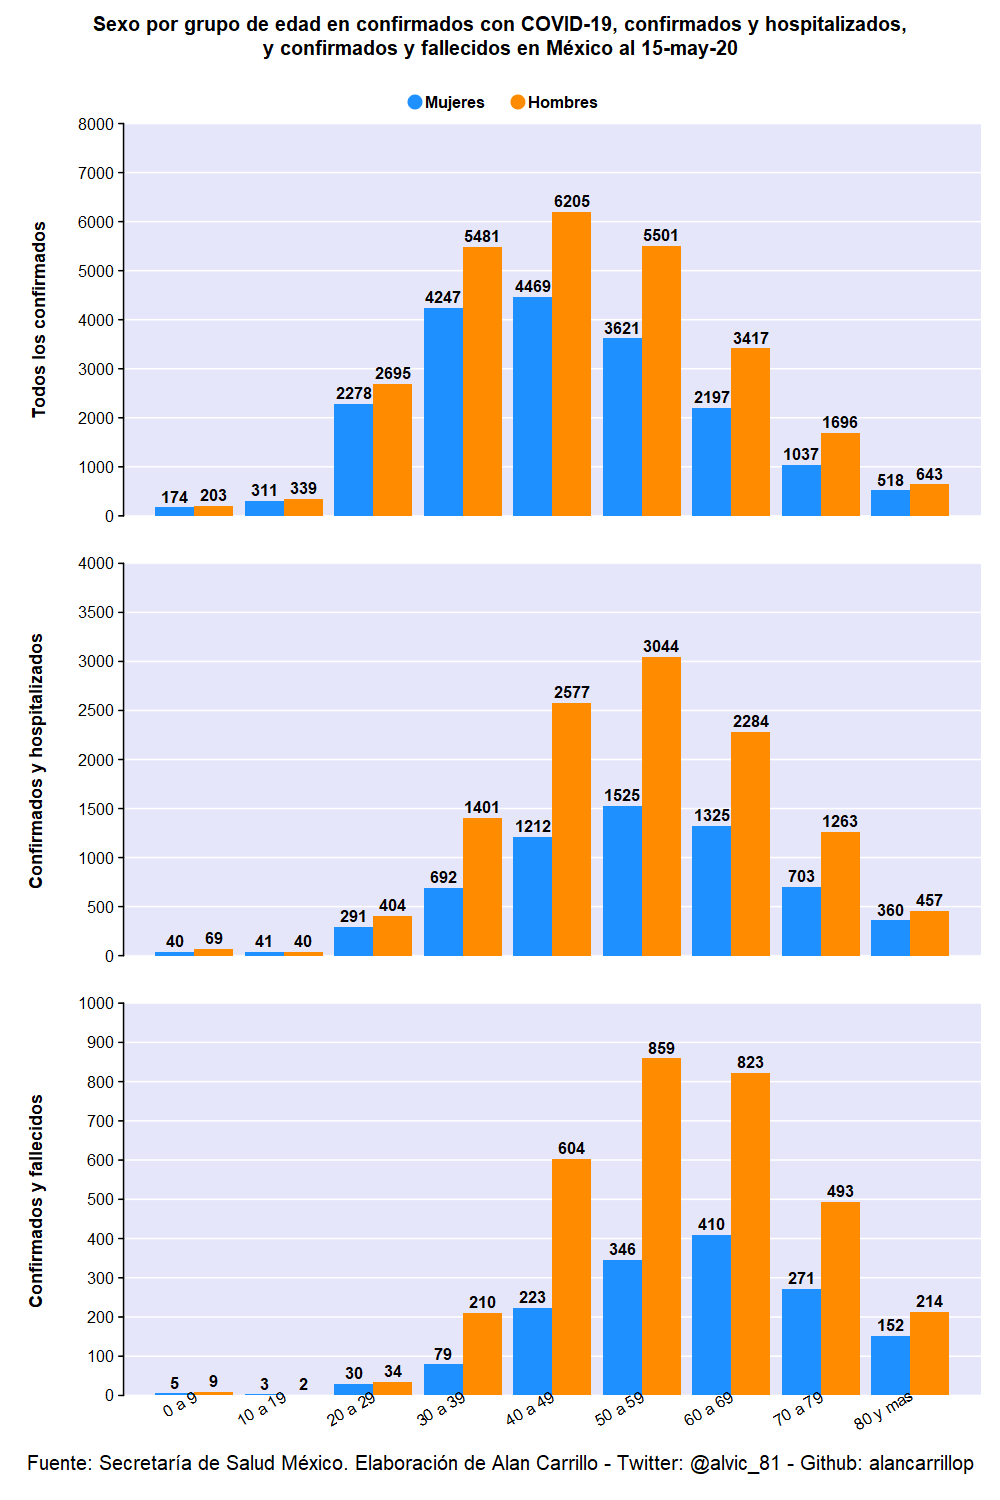 Sexo por grupo de edad en confirmados con COVID-19, confirmados y hospitalizados,
y confirmados y fallecidos en México al 15-may-20
Mujeres Hombres
Todos los confirmados
8000
7000
6000
5000
4000
3000
2000
1000
0
174 203 311 339 2278 2695 4247 5481 4469 6205 3621 5501 2197 3417 1037 1696 518 643
Confirmados y hospitalizados
4000
3500
3000
2500
2000
1500
1000
500
0
40 69 41 40 291 404 692 1401 1212 2577 1525 3044 1325 2284 703 1263 360 457
Confirmados y fallecidos
1000
900
800
700
600
500
400
300
200
100
0
5 9 3 2 30 34 79 210 223 604 346 859 410 823 271 493 152 214
0 a 9 10 a 19 20 a 29 30 a 39 40 a 49 50 a 59 60 a 69 70 a 79 80 y mas
Fuente: Secretaría de Salud México. Elaboración de Alan Carrillo - Twitter: @alvic_81 - Github: alancarrillop